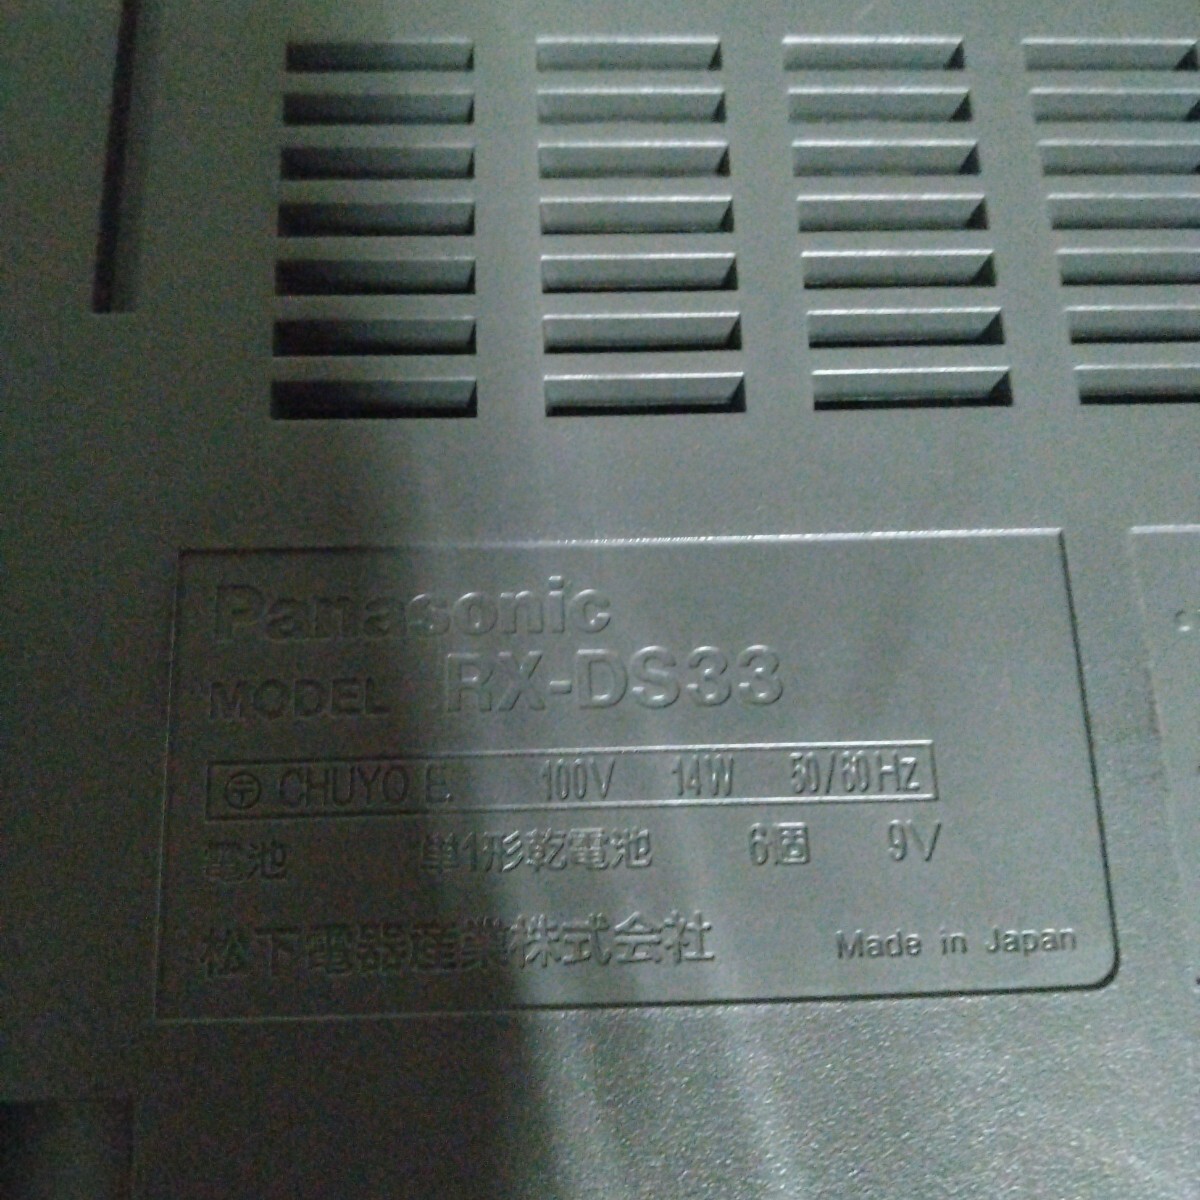 Panasonic
MODEL RX-DS33
〒 CHUYO E. 100V 14W 50/60Hz
電池 単1形乾電池 6個 9V
松下電器産業株式会社 Made in Japan